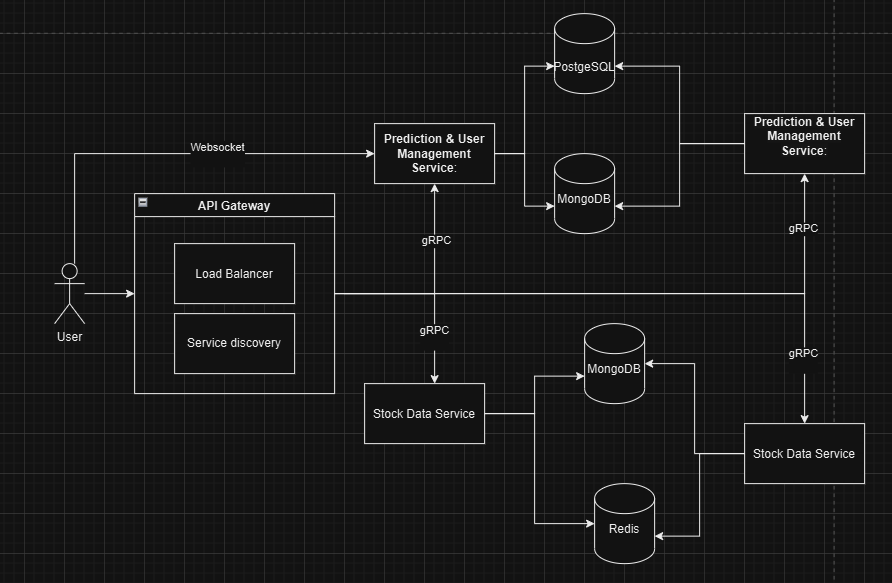 PostgeSQL
Prediction & User
Management
Service:
Prediction & User
Management
Service:
Websocket
MongoDB
API Gateway
gRPC
gRPC
Load Balancer
User
Service discovery
gRPC
gRPC
MongoDB
Stock Data Service
Stock Data Service
Redis